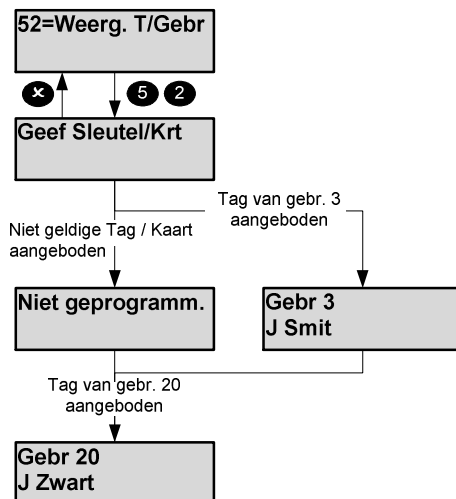 52=Weerg. T/Gebr
× 5 2
Geef Sleutel/Krt
Tag van gebr. 3
aangeboden
Niet geldige Tag / Kaart
aangeboden
Niet geprogramm.
Gebr 3
J Smit
Tag van gebr. 20
aangeboden
Gebr 20
J Zwart